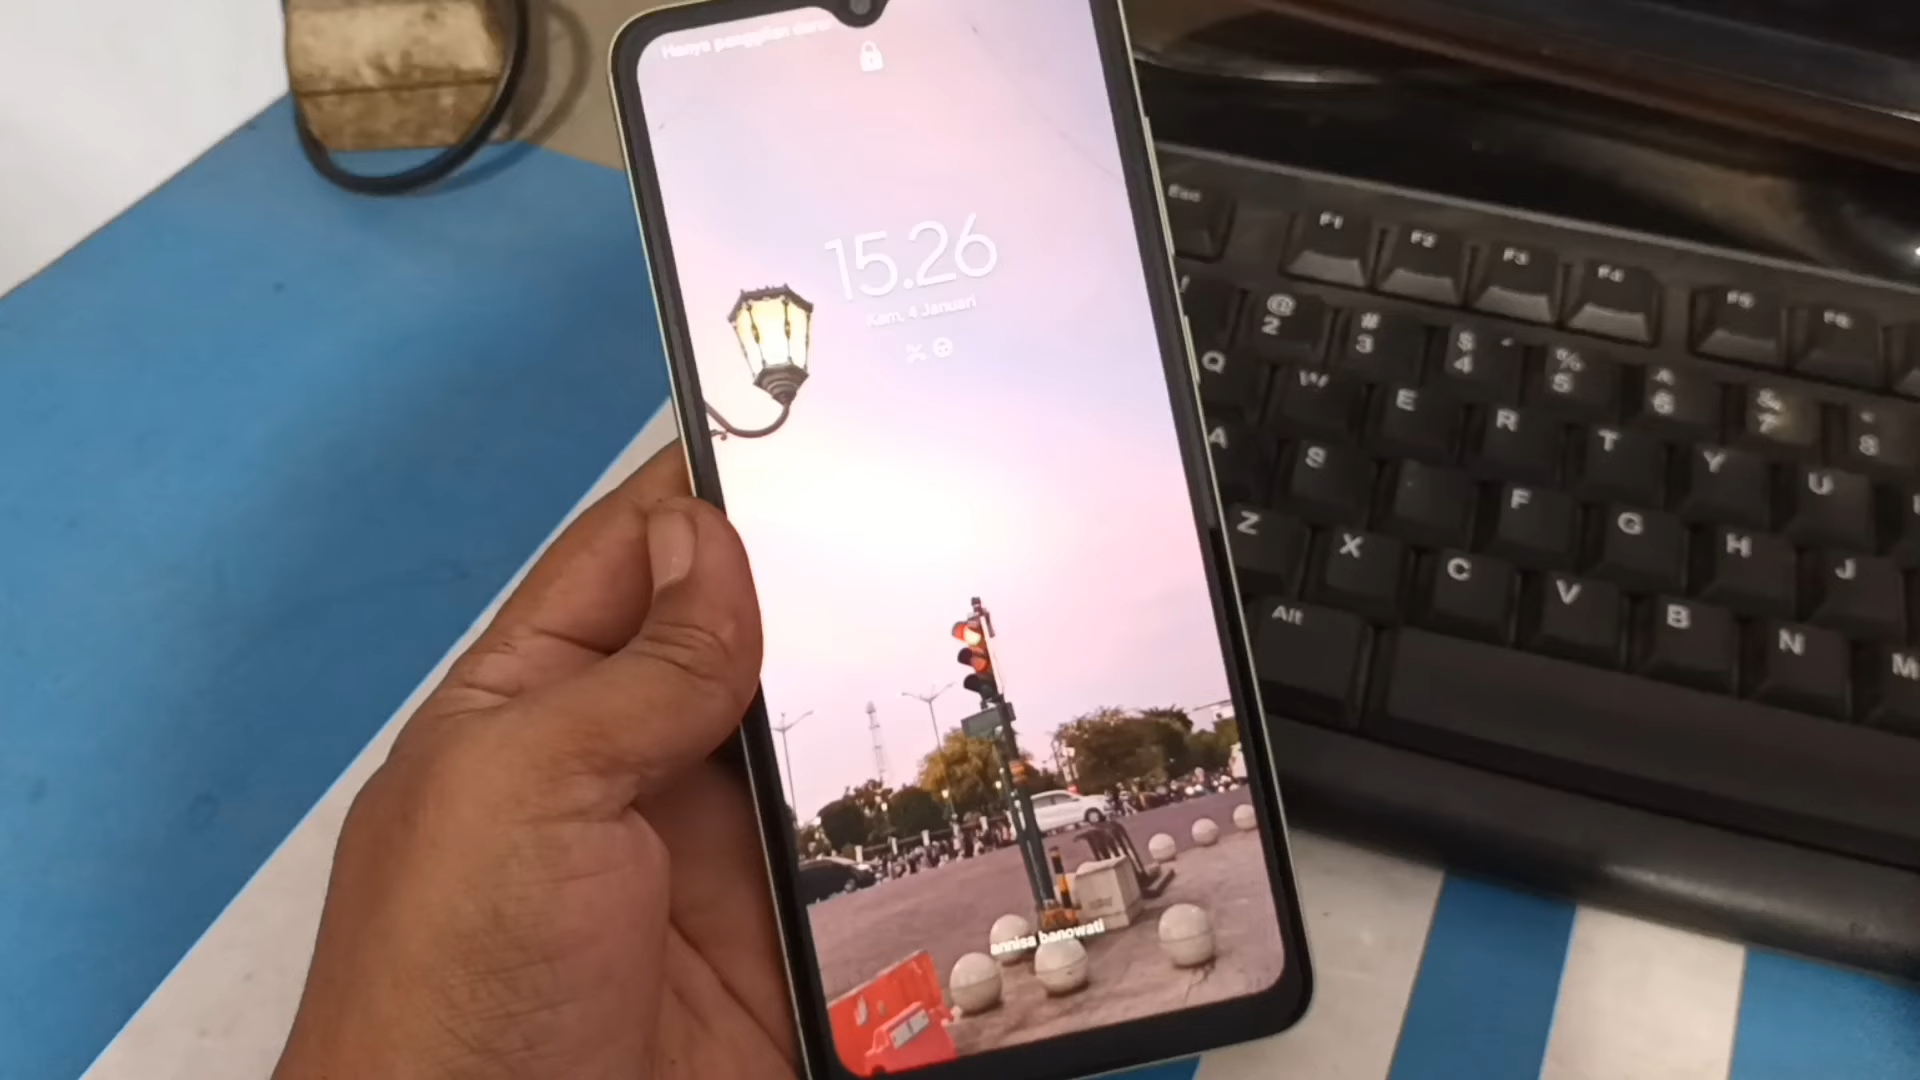 Hanya panggilan darurat
15.26
Kam, 4 Januari
annisa banowati
Esc F1 F2 F3 F4 F5 F6
! @ 2 # 3 $ 4 % 5 ^ 6 & 7 * 8
Q W E R T Y U
A S F G H J
Z X C V B N M
Alt